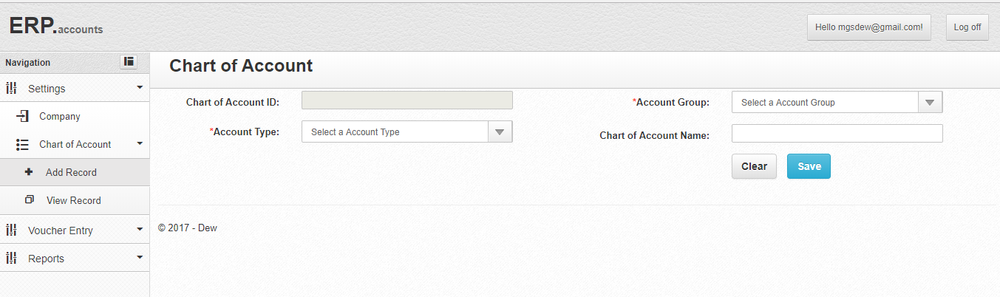 ERP.accounts
Hello mgsdew@gmail.com!
Log off
Navigation
Settings
Company
Chart of Account
Add Record
View Record
Voucher Entry
Reports
Chart of Account
Chart of Account ID:
*Account Group: Select a Account Group
*Account Type: Select a Account Type
Chart of Account Name:
Clear Save
© 2017 - Dew